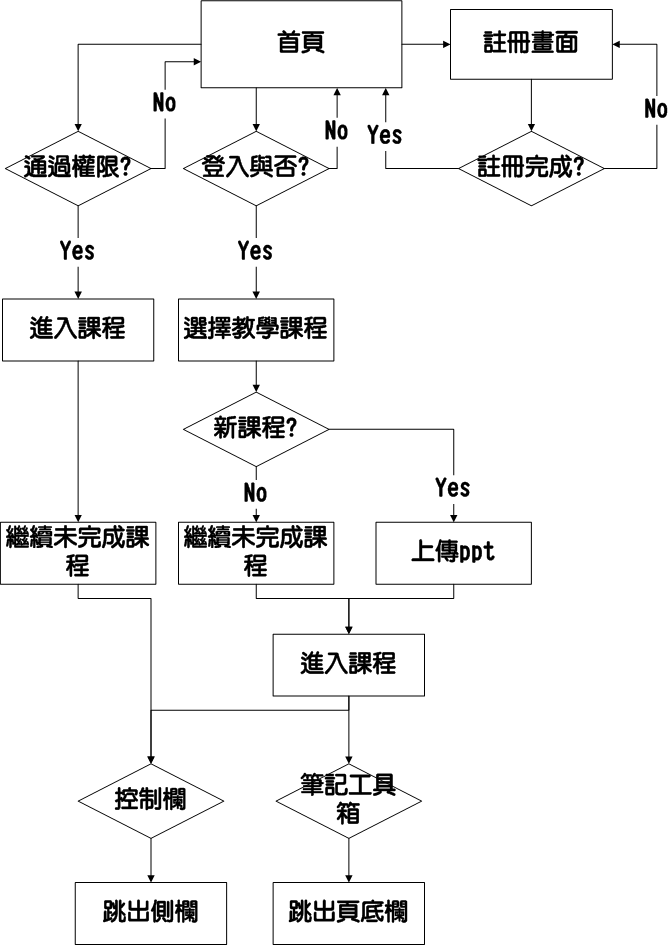 首頁
註冊畫面
No
No
Yes
No
通過權限?
登入與否?
註冊完成?
Yes
Yes
進入課程
選擇教學課程
新課程?
No
Yes
繼續未完成課
程
繼續未完成課
程
上傳ppt
進入課程
控制欄
筆記工具
箱
跳出側欄
跳出頁底欄